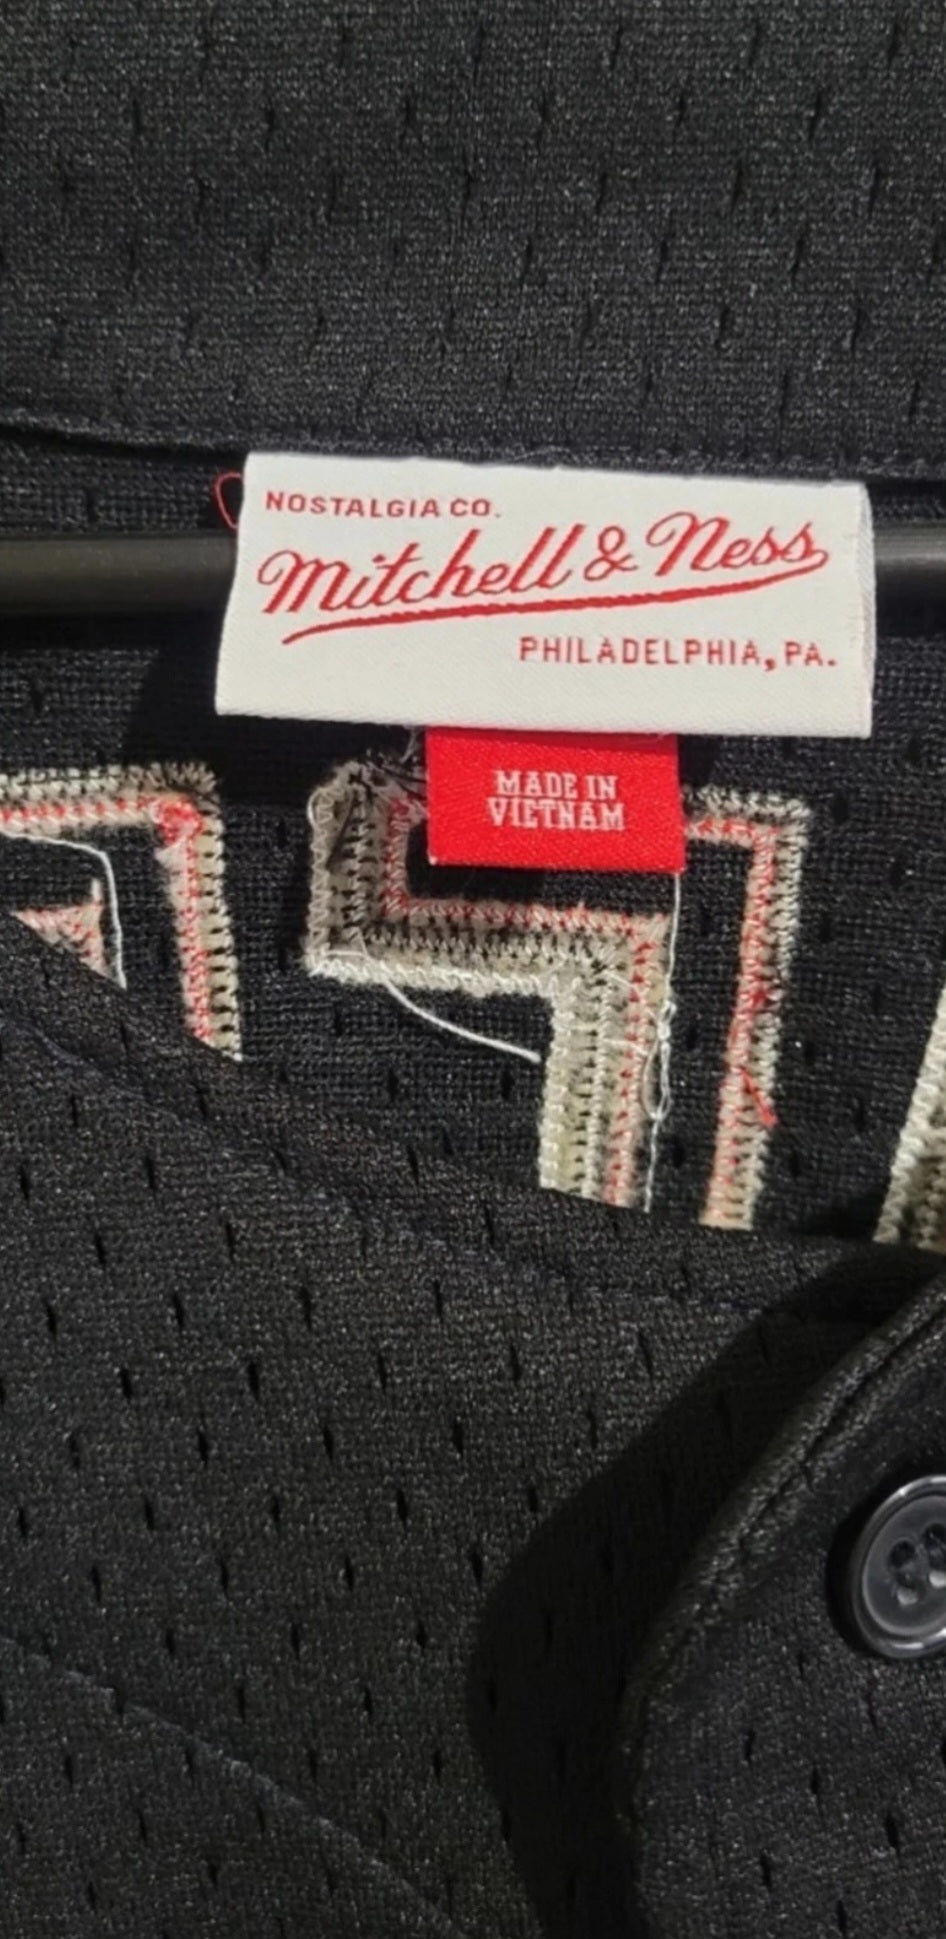 NOSTALGIA CO.
Mitchell & Ness
PHILADELPHIA, PA.
MADE IN
VIETNAM